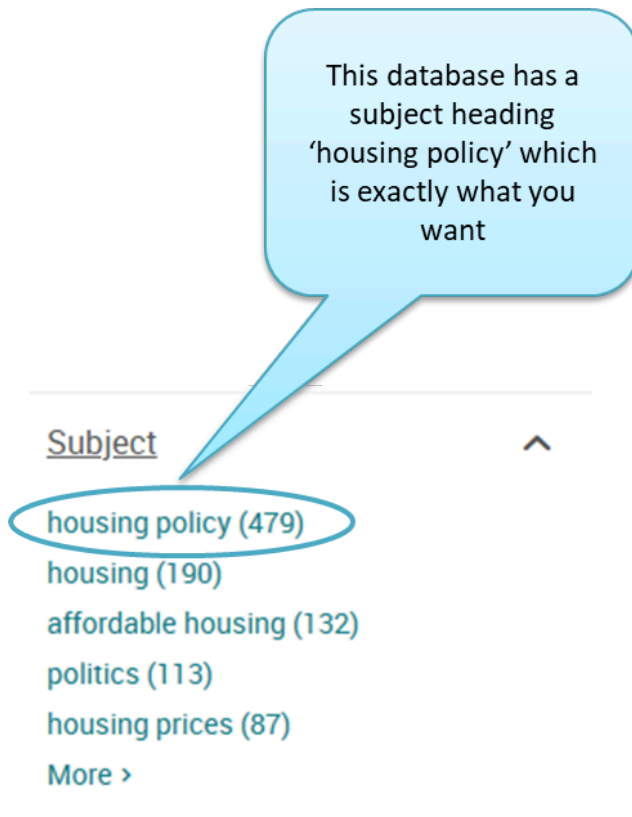 This database has a
subject heading
‘housing policy’ which
is exactly what you
want
Subject
housing policy (479)
housing (190)
affordable housing (132)
politics (113)
housing prices (87)
More ›